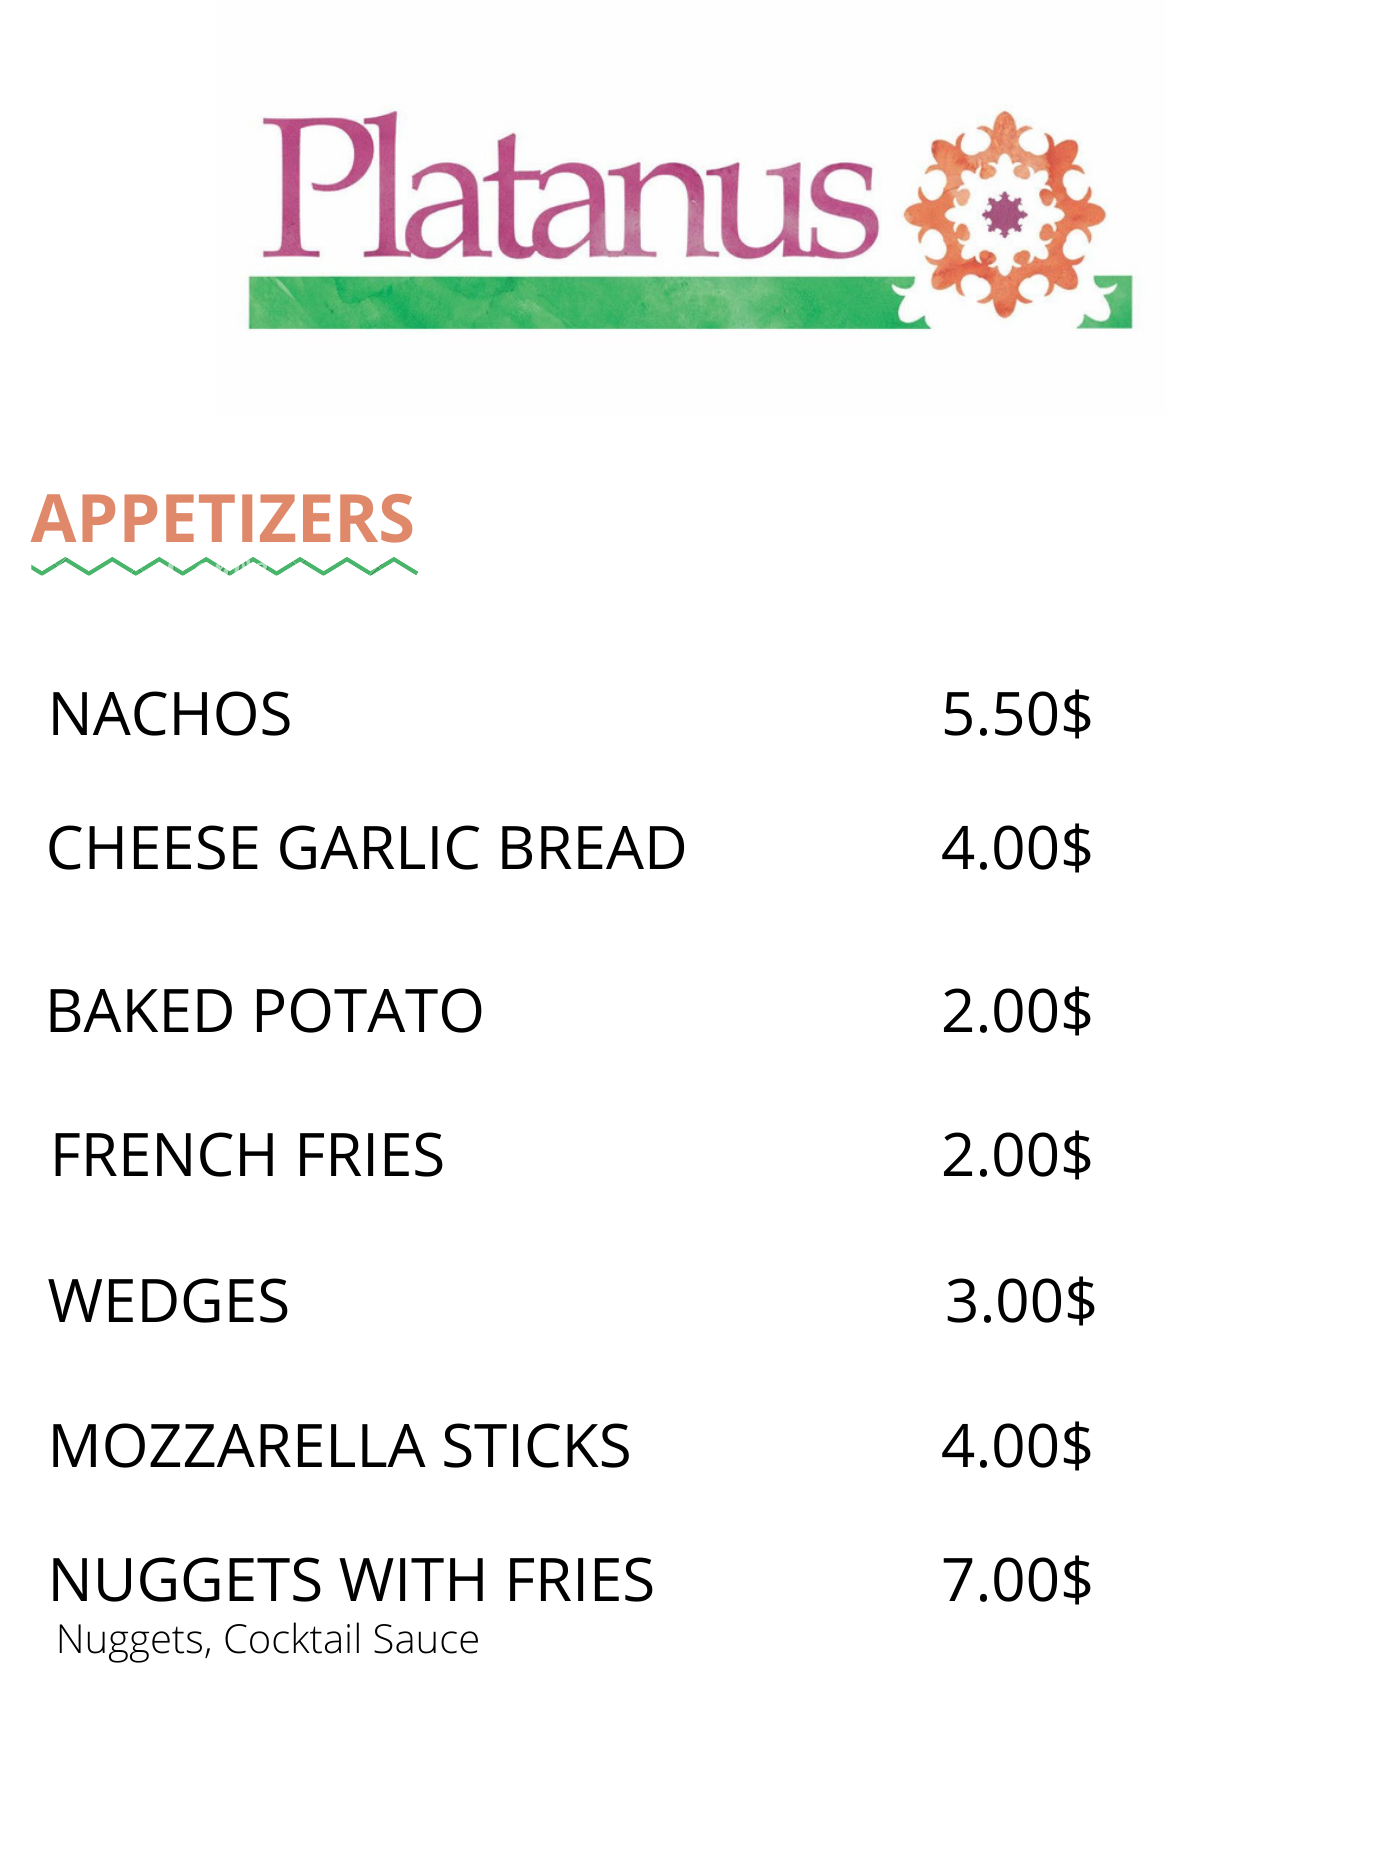 Platanus
APPETIZERS
NACHOS 5.50$
CHEESE GARLIC BREAD 4.00$
BAKED POTATO 2.00$
FRENCH FRIES 2.00$
WEDGES 3.00$
MOZZARELLA STICKS 4.00$
NUGGETS WITH FRIES 7.00$
Nuggets, Cocktail Sauce